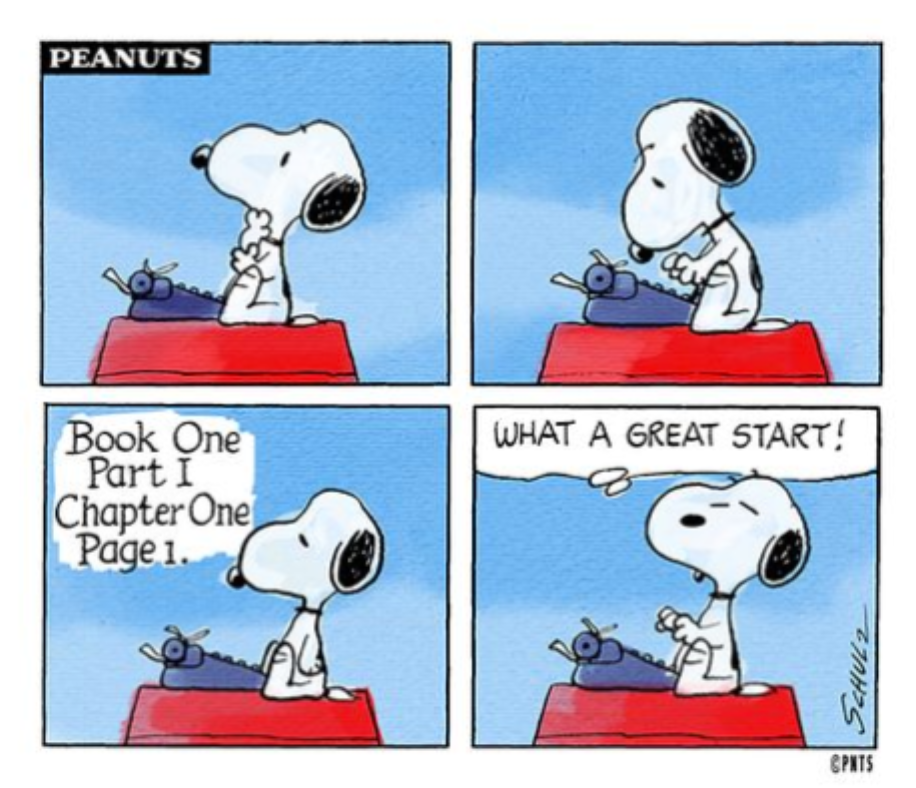 PEANUTS
Book One
Part I
Chapter One
Page 1.
WHAT A GREAT START!
SCHULZ
©PNTS